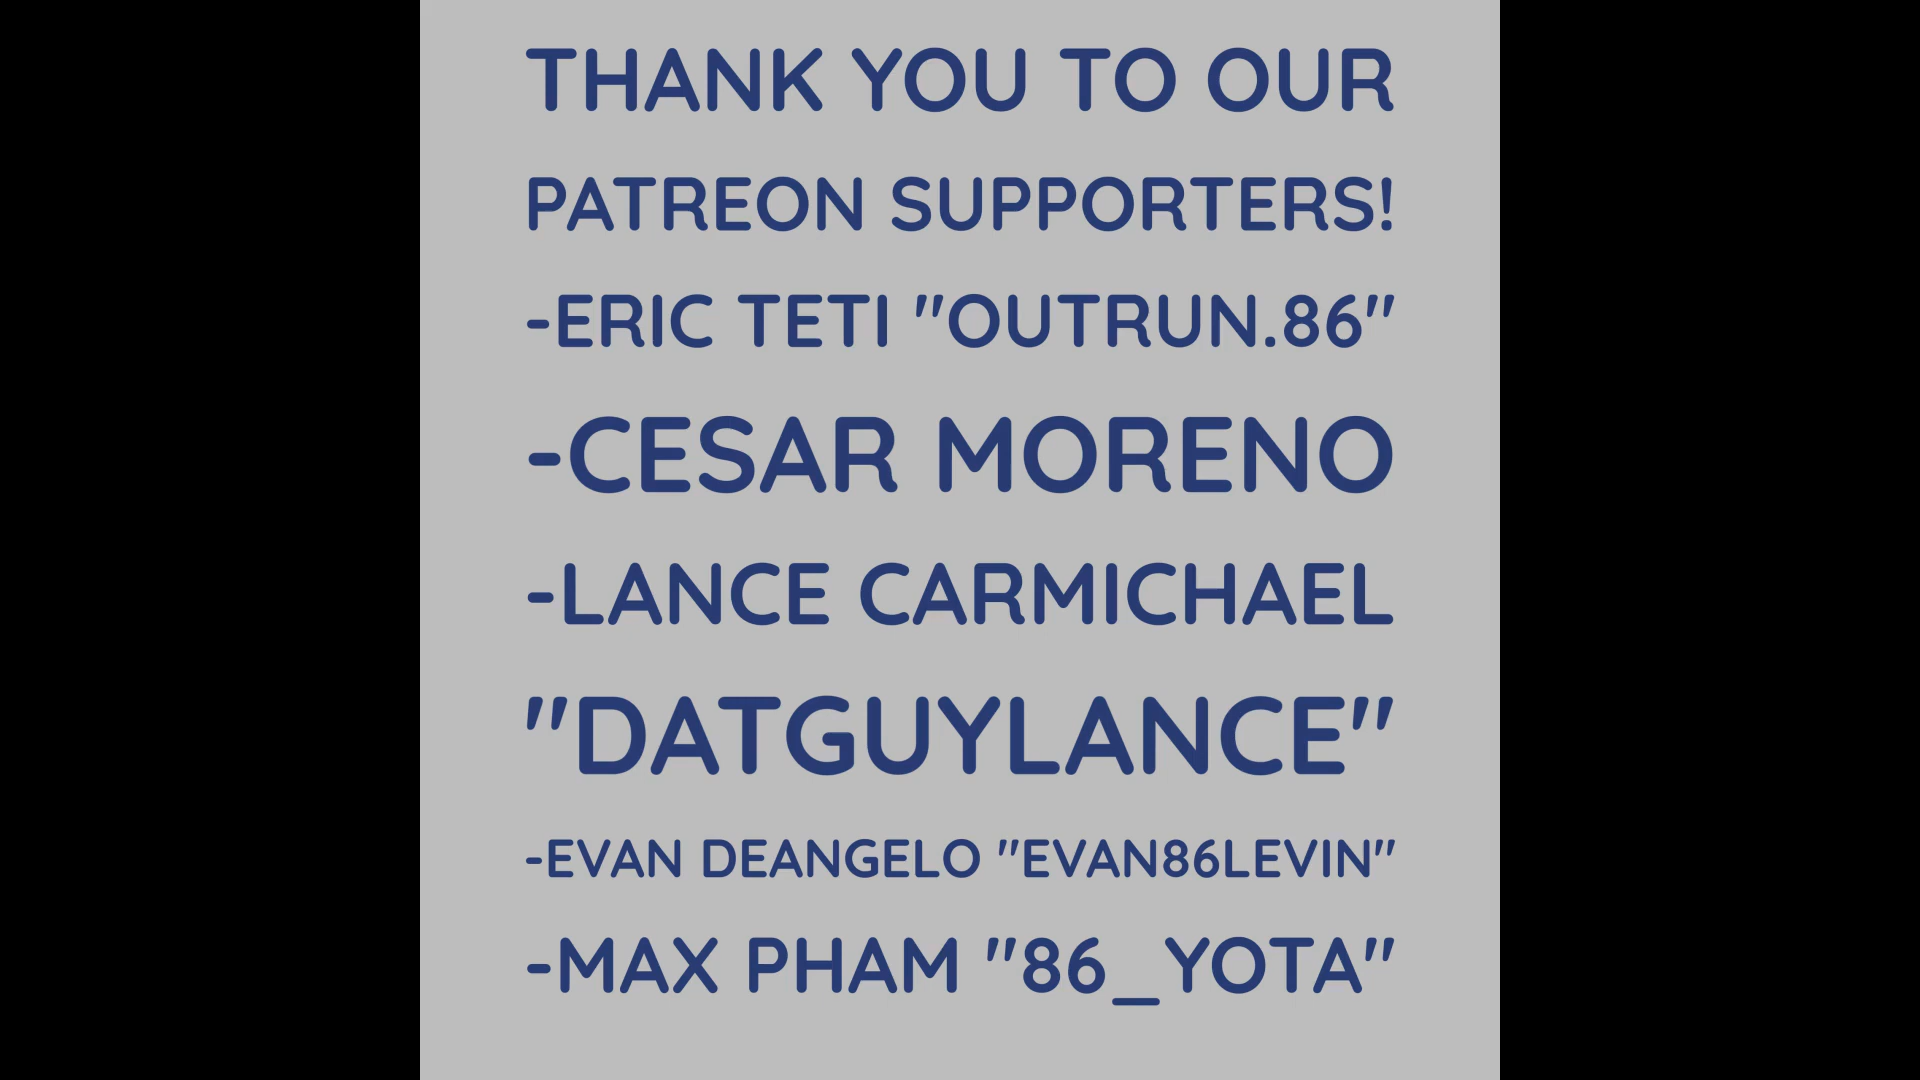 THANK YOU TO OUR
PATREON SUPPORTERS!
-ERIC TETI "OUTRUN.86"
-CESAR MORENO
-LANCE CARMICHAEL
"DATGUYLANCE"
-EVAN DEANGELO "EVAN86LEVIN"
-MAX PHAM "86_YOTA"